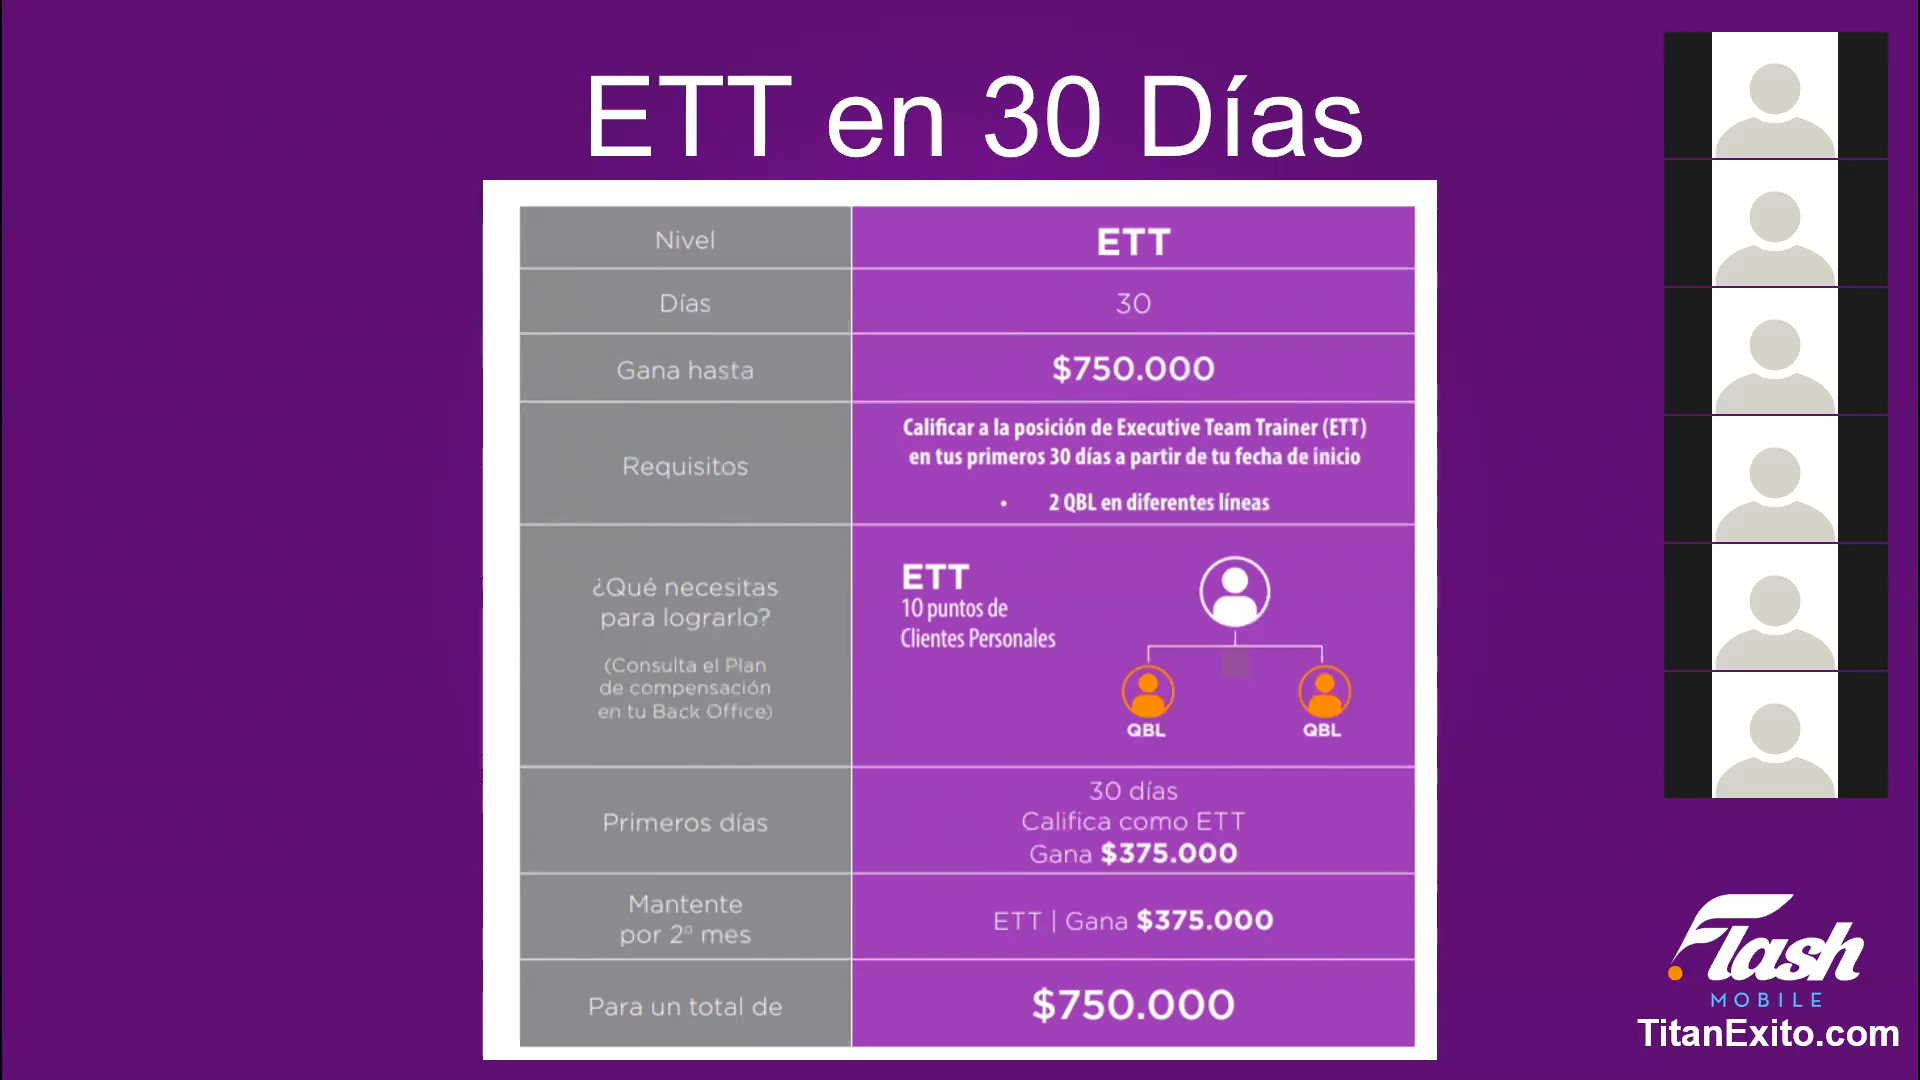 ETT en 30 Días
Nivel
ETT
Días
30
Gana hasta
$750.000
Requisitos
Calificar a la posición de Executive Team Trainer (ETT)
en tus primeros 30 días a partir de tu fecha de inicio
• 2 QBL en diferentes líneas
¿Qué necesitas
para lograrlo?
(Consulta el Plan
de compensación
en tu Back Office)
ETT
10 puntos de
Clientes Personales
QBL
QBL
Primeros días
30 días
Califica como ETT
Gana $375.000
Mantente
por 2º mes
ETT | Gana $375.000
Para un total de
$750.000
Flash
MOBILE
TitanExito.com